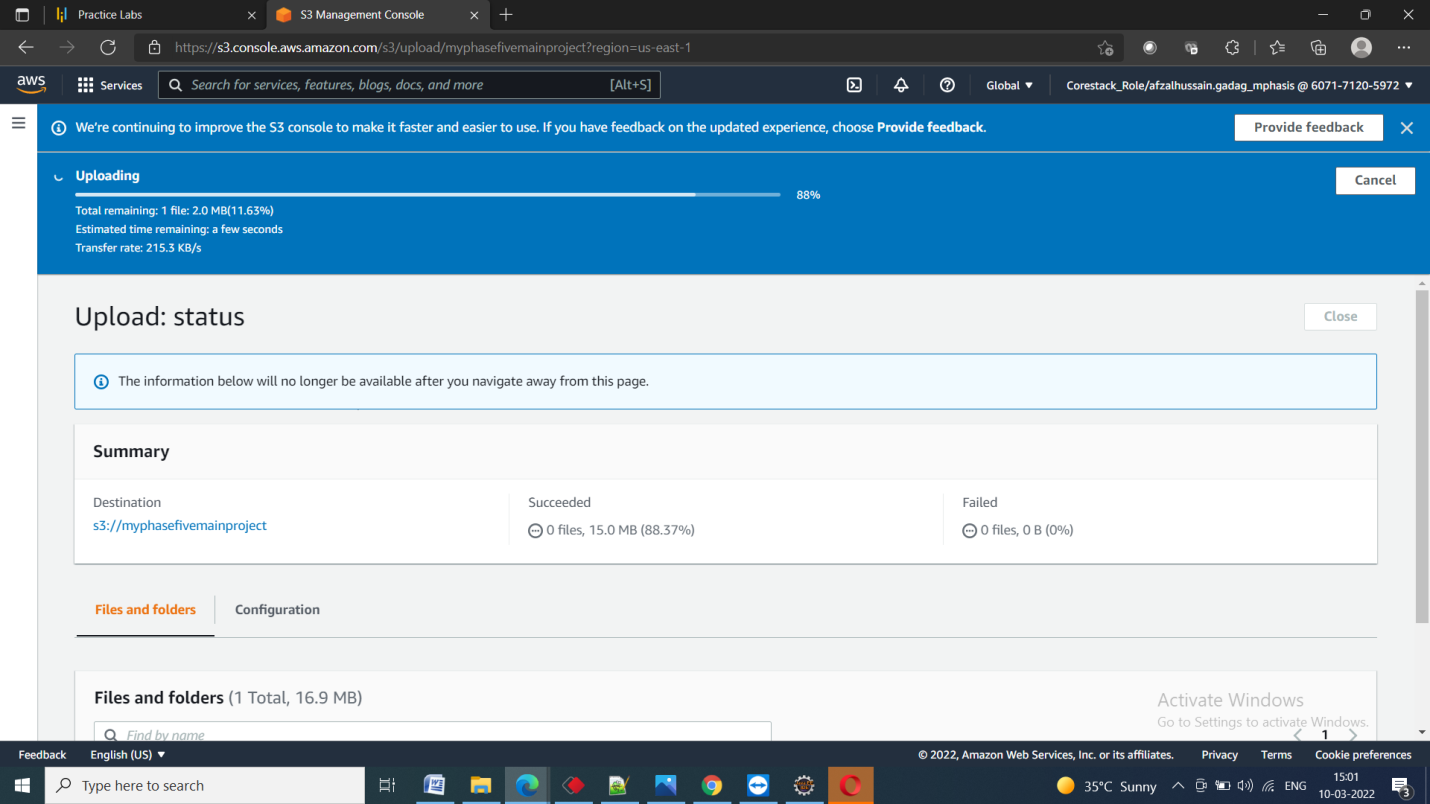 Practice Labs
S3 Management Console
https://s3.console.aws.amazon.com/s3/upload/myphasefivemainproject?region=us-east-1
aws
Services
Search for services, features, blogs, docs, and more
[Alt+S]
Global
Corestack_Role/afzalhussain.gadag_mphasis @ 6071-7120-5972
We're continuing to improve the S3 console to make it faster and easier to use. If you have feedback on the updated experience, choose Provide feedback.
Provide feedback
Uploading
Cancel
88%
Total remaining: 1 file: 2.0 MB(11.63%)
Estimated time remaining: a few seconds
Transfer rate: 215.3 KB/s
Upload: status
Close
The information below will no longer be available after you navigate away from this page.
Summary
Destination
Succeeded
Failed
s3://myphasefivemainproject
0 files, 15.0 MB (88.37%)
0 files, 0 B (0%)
Files and folders
Configuration
Files and folders (1 Total, 16.9 MB)
Activate Windows
Go to Settings to activate Windows.
Find by name
1
Feedback
English (US)
© 2022, Amazon Web Services, Inc. or its affiliates.
Privacy
Terms
Cookie preferences
Type here to search
35°C Sunny
ENG
15:01
10-03-2022
3